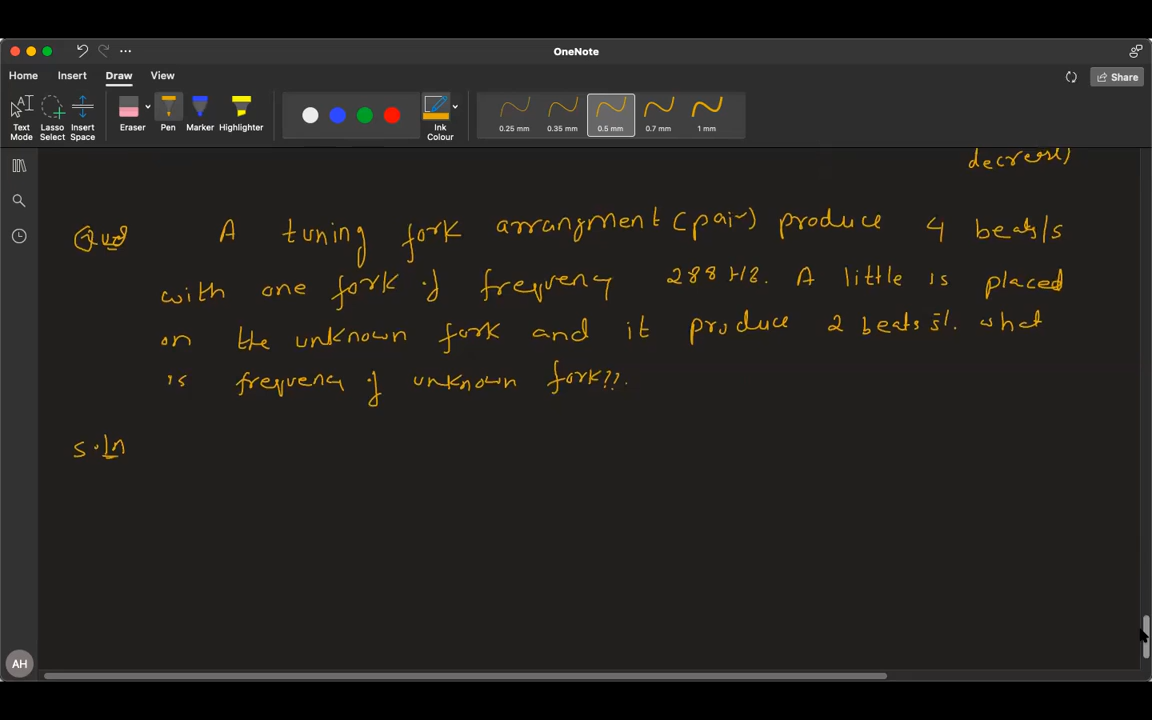 OneNote
Home Insert Draw View
Share
Text Mode
Lasso Select
Insert Space
Eraser
Pen
Marker
Highlighter
Ink Colour
0.25 mm
0.35 mm
0.5 mm
0.7 mm
1 mm
decrease)
A tuning fork arrangment (pair) produce 4 beats/s
with one fork of frequency 288 Hz. A little is placed
on the unknown fork and it produce 2 beats what
is frequency of unknown fork??.
Soln
AH